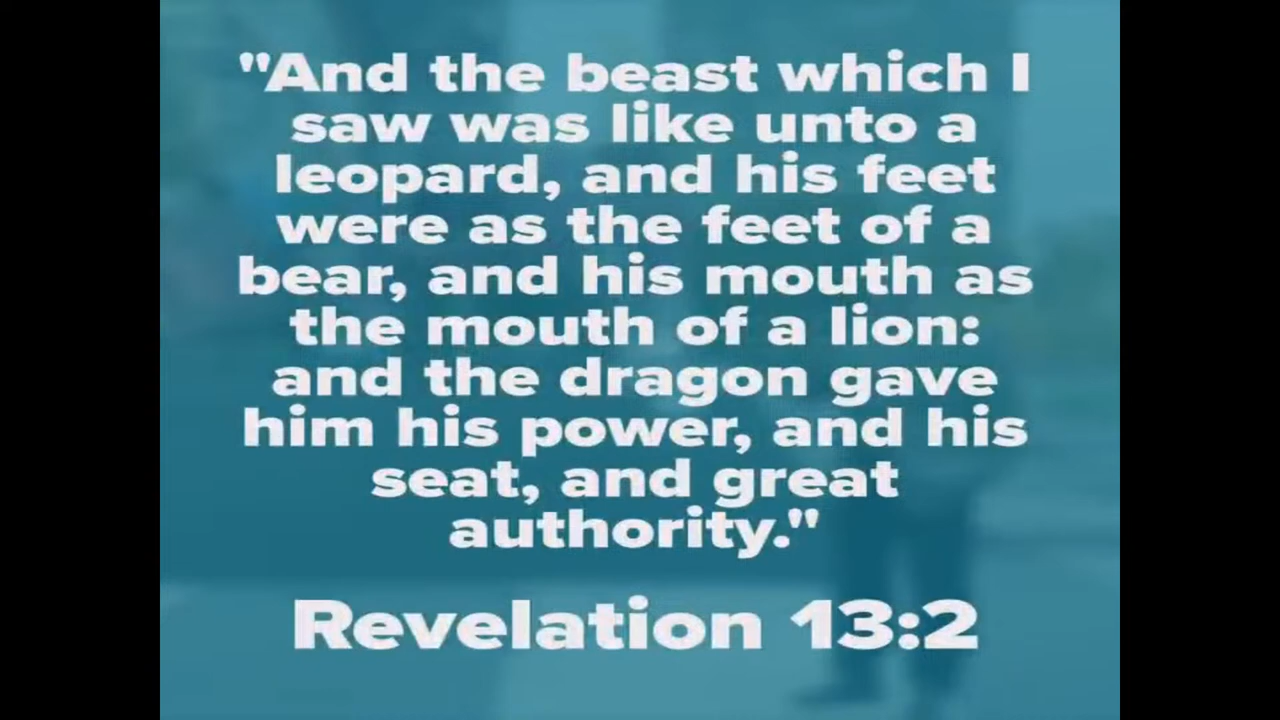 "And the beast which I
saw was like unto a
leopard, and his feet
were as the feet of a
bear, and his mouth as
the mouth of a lion:
and the dragon gave
him his power, and his
seat, and great
authority."
Revelation 13:2